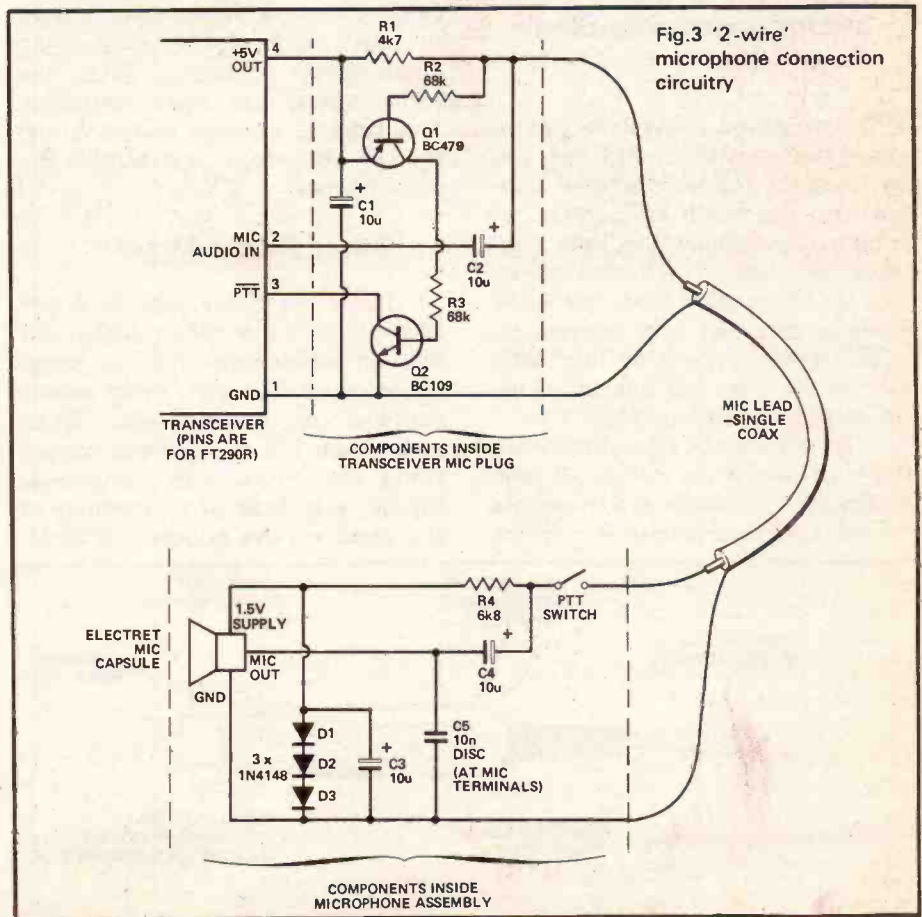 Fig.3 '2-wire'
microphone connection
circuitry
+5V
OUT
4
R1
4k7
R2
68k
Q1
BC479
+
C1
10u
MIC
AUDIO IN
2
+
C2
10u
PTT
3
R3
68k
Q2
BC109
GND
1
TRANSCEIVER
(PINS ARE
FOR FT290R)
COMPONENTS INSIDE
TRANSCEIVER MIC PLUG
MIC LEAD
–SINGLE
COAX
ELECTRET
MIC
CAPSULE
1.5V
SUPPLY
MIC
OUT
GND
R4
6k8
PTT
SWITCH
+
C4
10u
D1
D2
D3
3 x
1N4148
+
C3
10u
C5
10n
DISC
(AT MIC
TERMINALS)
COMPONENTS INSIDE
MICROPHONE ASSEMBLY